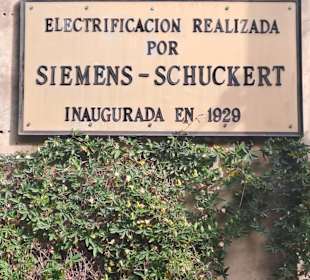 ELECTRIFICACION REALIZADA
POR
SIEMENS-SCHUCKERT
INAUGURADA EN 1929